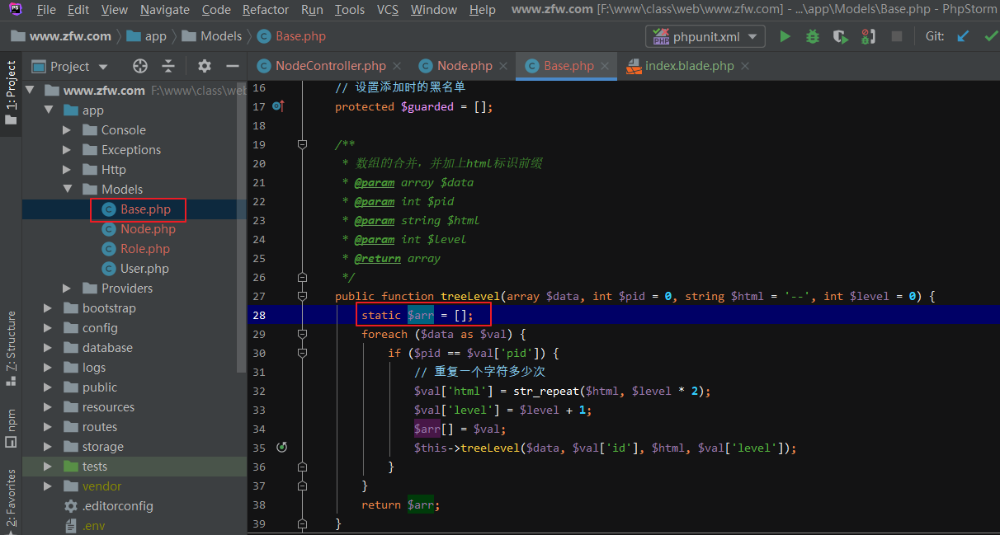 PS File Edit View Navigate Code Refactor Run Tools VCS Window Help www.zfw.com [F:\www\class\web\www.zfw.com] - ...\app\Models\Base.php - PhpStorm
www.zfw.com app Models Base.php phpunit.xml Git:
Project NodeController.php Node.php Base.php index.blade.php
1: Project
7: Structure
npm
2: Favorites
www.zfw.com F:\www\class\web
app
Console
Exceptions
Http
Models
Base.php
Node.php
Role.php
User.php
Providers
bootstrap
config
database
logs
public
resources
routes
storage
tests
vendor
.editorconfig
.env
16 // 设置添加时的黑名单
17 protected $guarded = [];
18
19 /**
20 * 数组的合并，并加上html标识前缀
21 * @param array $data
22 * @param int $pid
23 * @param string $html
24 * @param int $level
25 * @return array
26 */
27 public function treeLevel(array $data, int $pid = 0, string $html = '--', int $level = 0) {
28 static $arr = [];
29 foreach ($data as $val) {
30 if ($pid == $val['pid']) {
31 // 重复一个字符多少次
32 $val['html'] = str_repeat($html, $level * 2);
33 $val['level'] = $level + 1;
34 $arr[] = $val;
35 $this->treeLevel($data, $val['id'], $html, $val['level']);
36 }
37 }
38 return $arr;
39 }